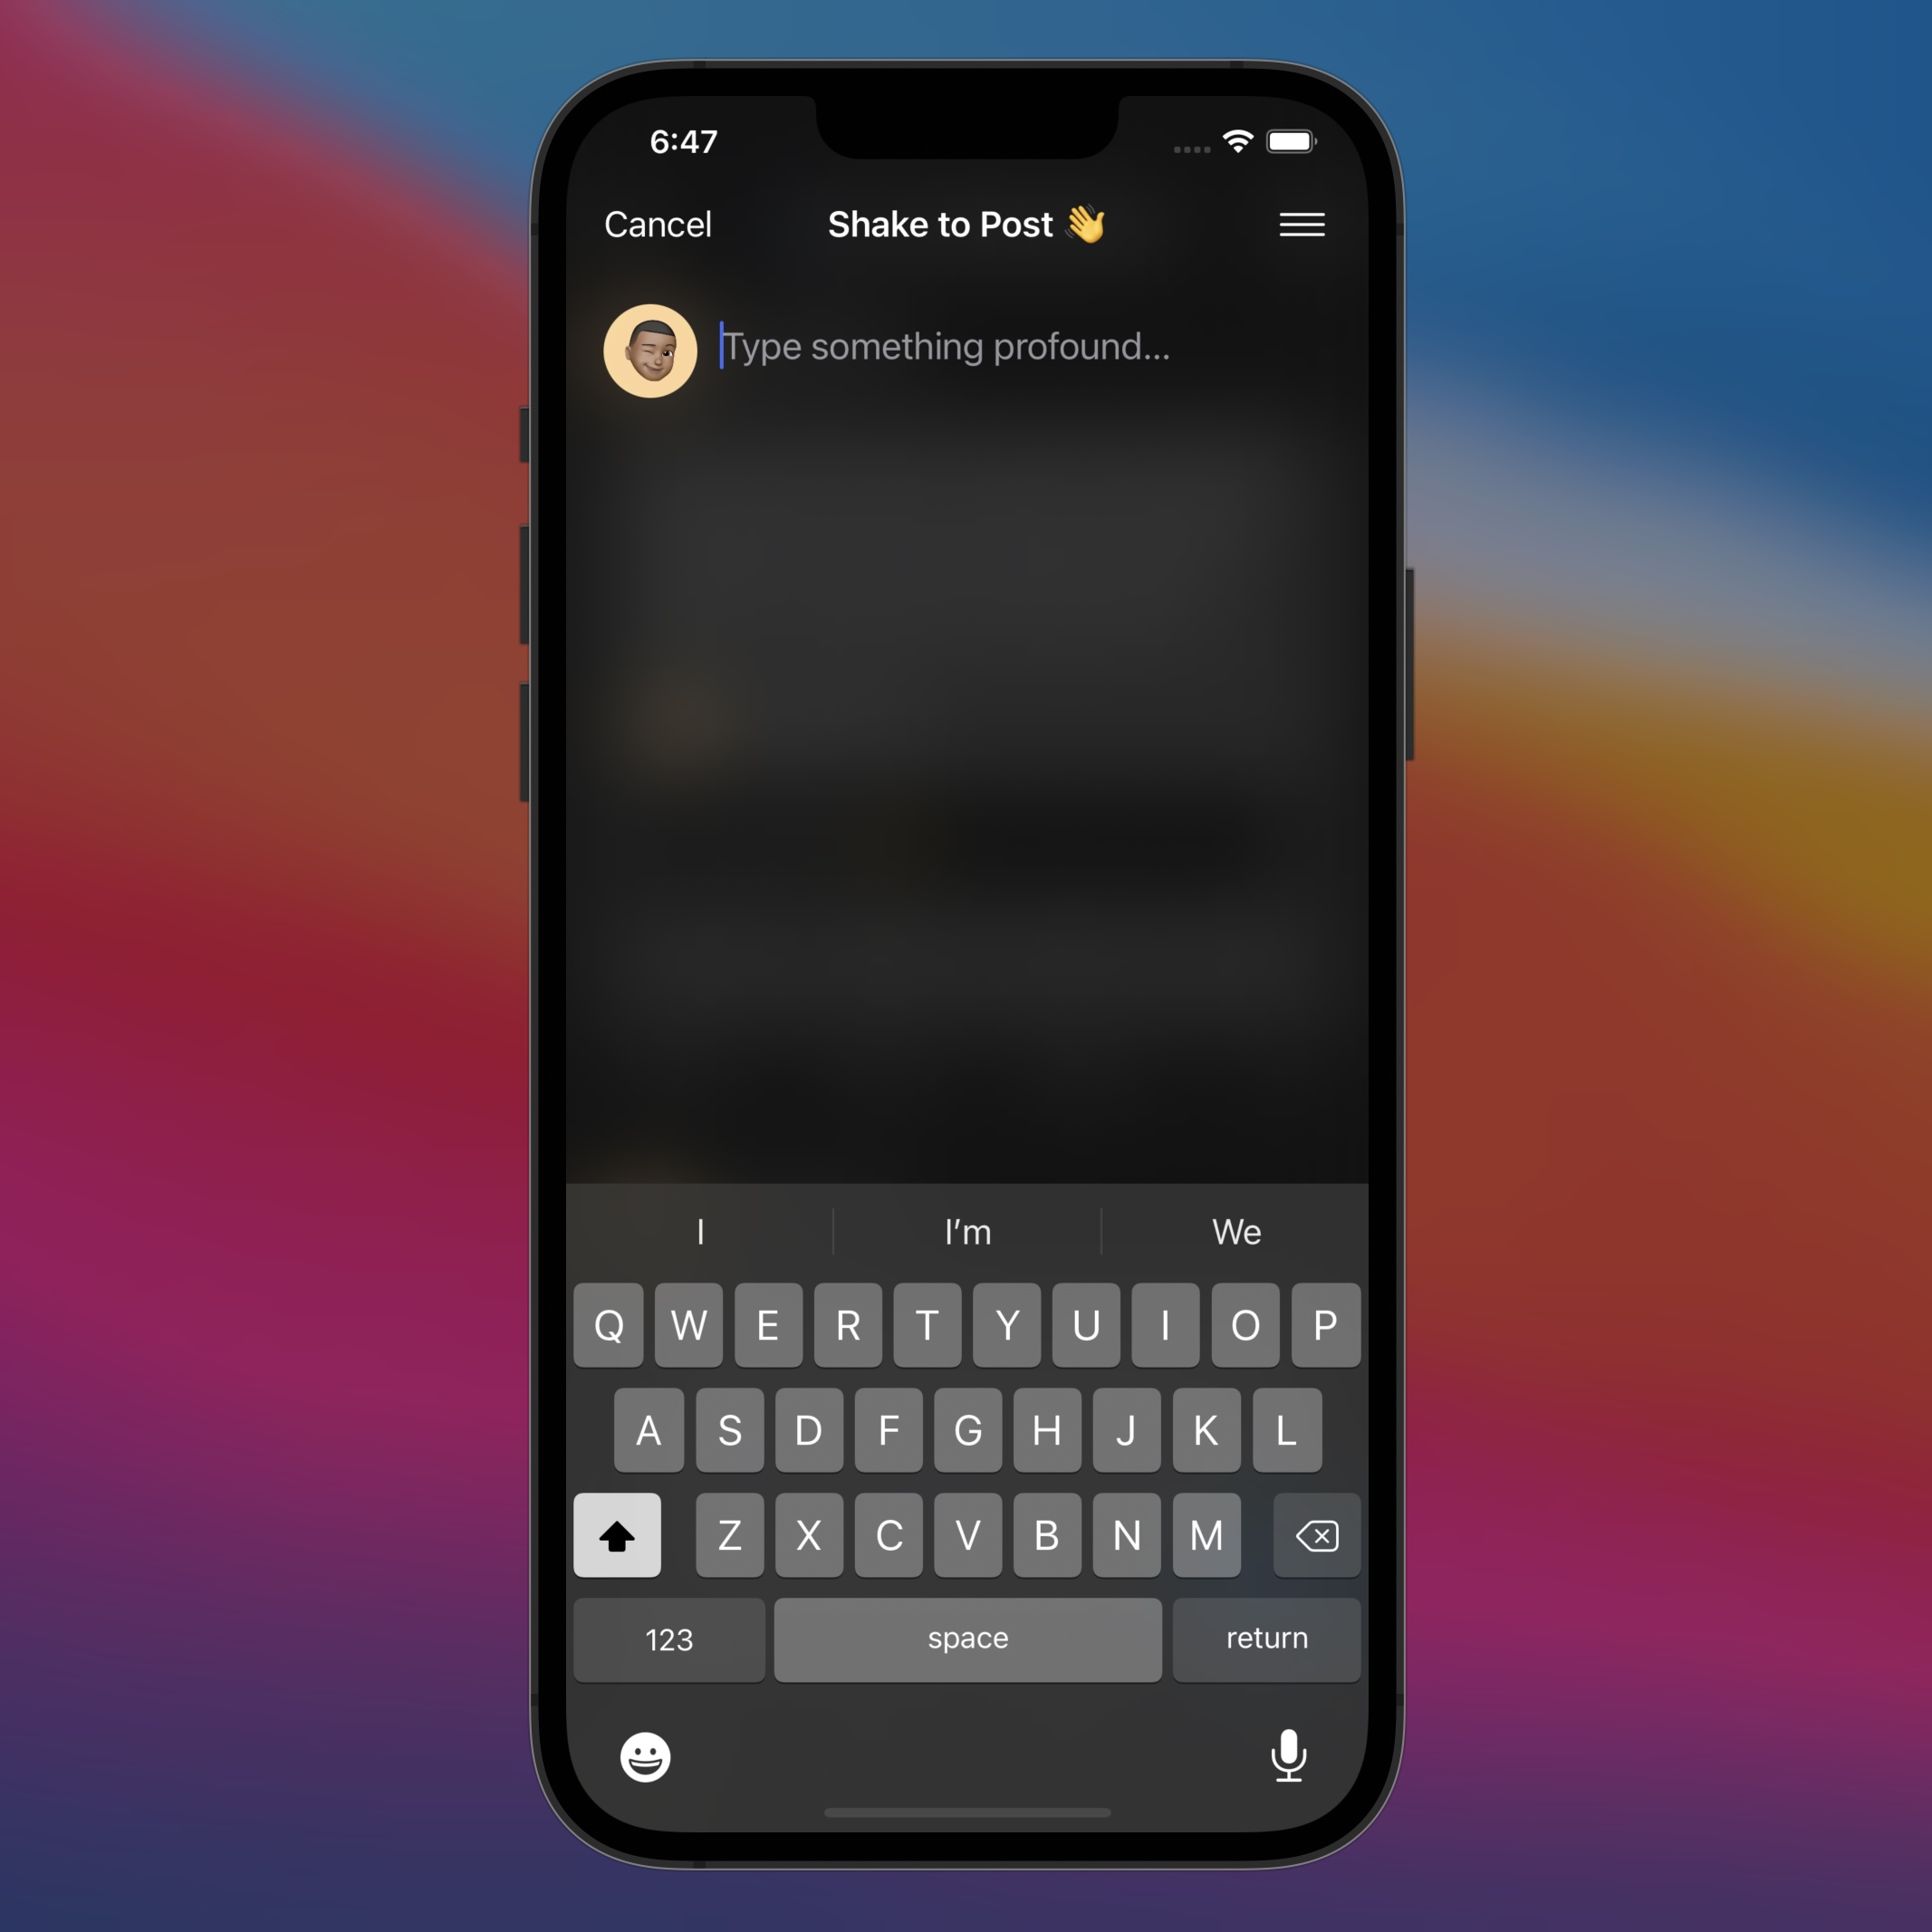 6:47
Cancel Shake to Post 👋
Type something profound...
I I’m We
Q W E R T Y U I O P
A S D F G H J K L
Z X C V B N M
123 space return